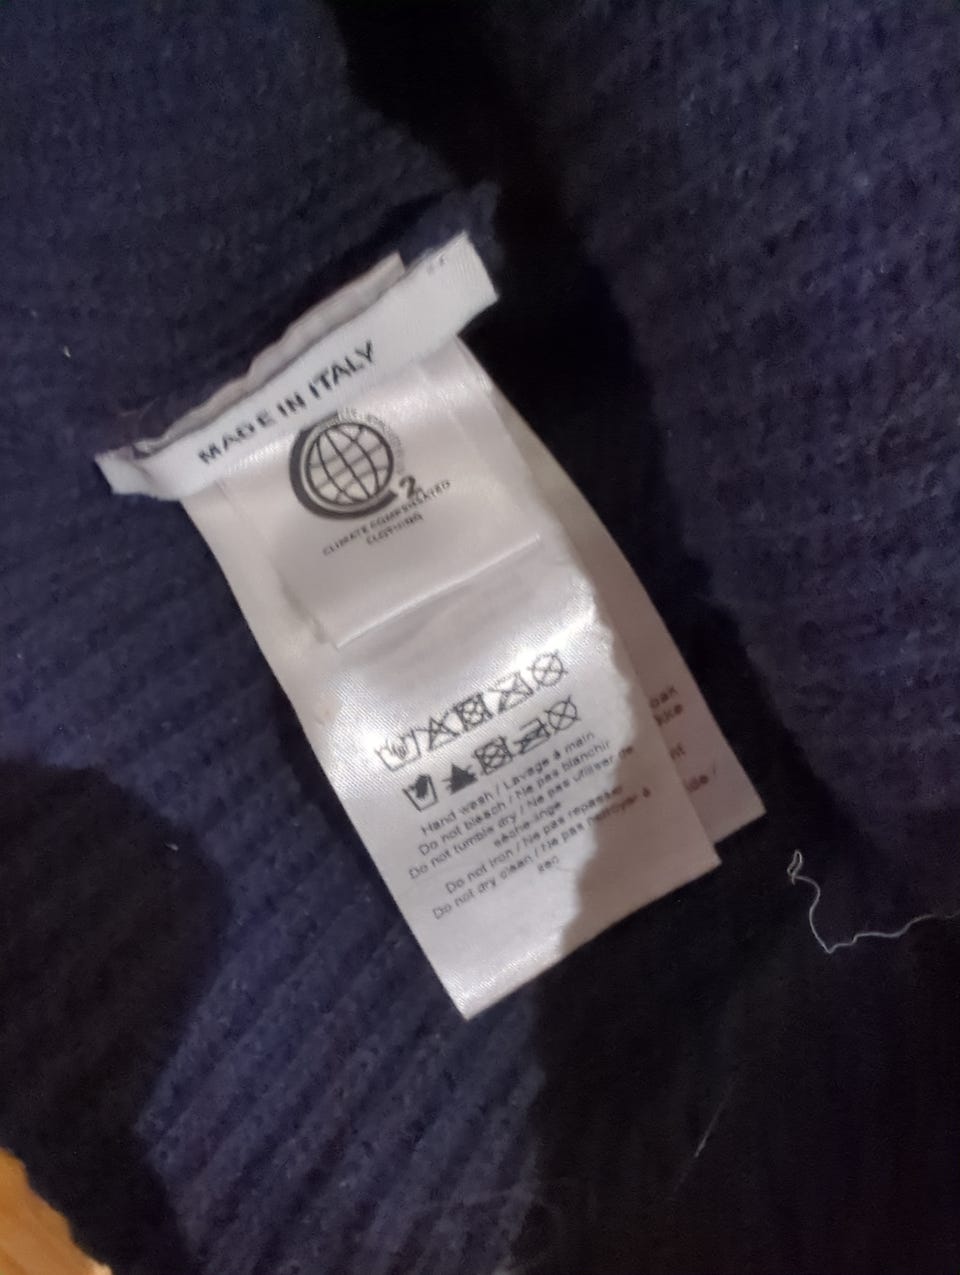 MADE IN ITALY
2
CLIMATE COMPENSATED
CLOTHING
Hand wash / Lavage à main
Do not bleach / Ne pas blanchir
Do not tumble dry / Ne pas utiliser de
sèche-linge
Do not iron / Ne pas repasser
Do not dry clean / Ne pas nettoyer à
sec